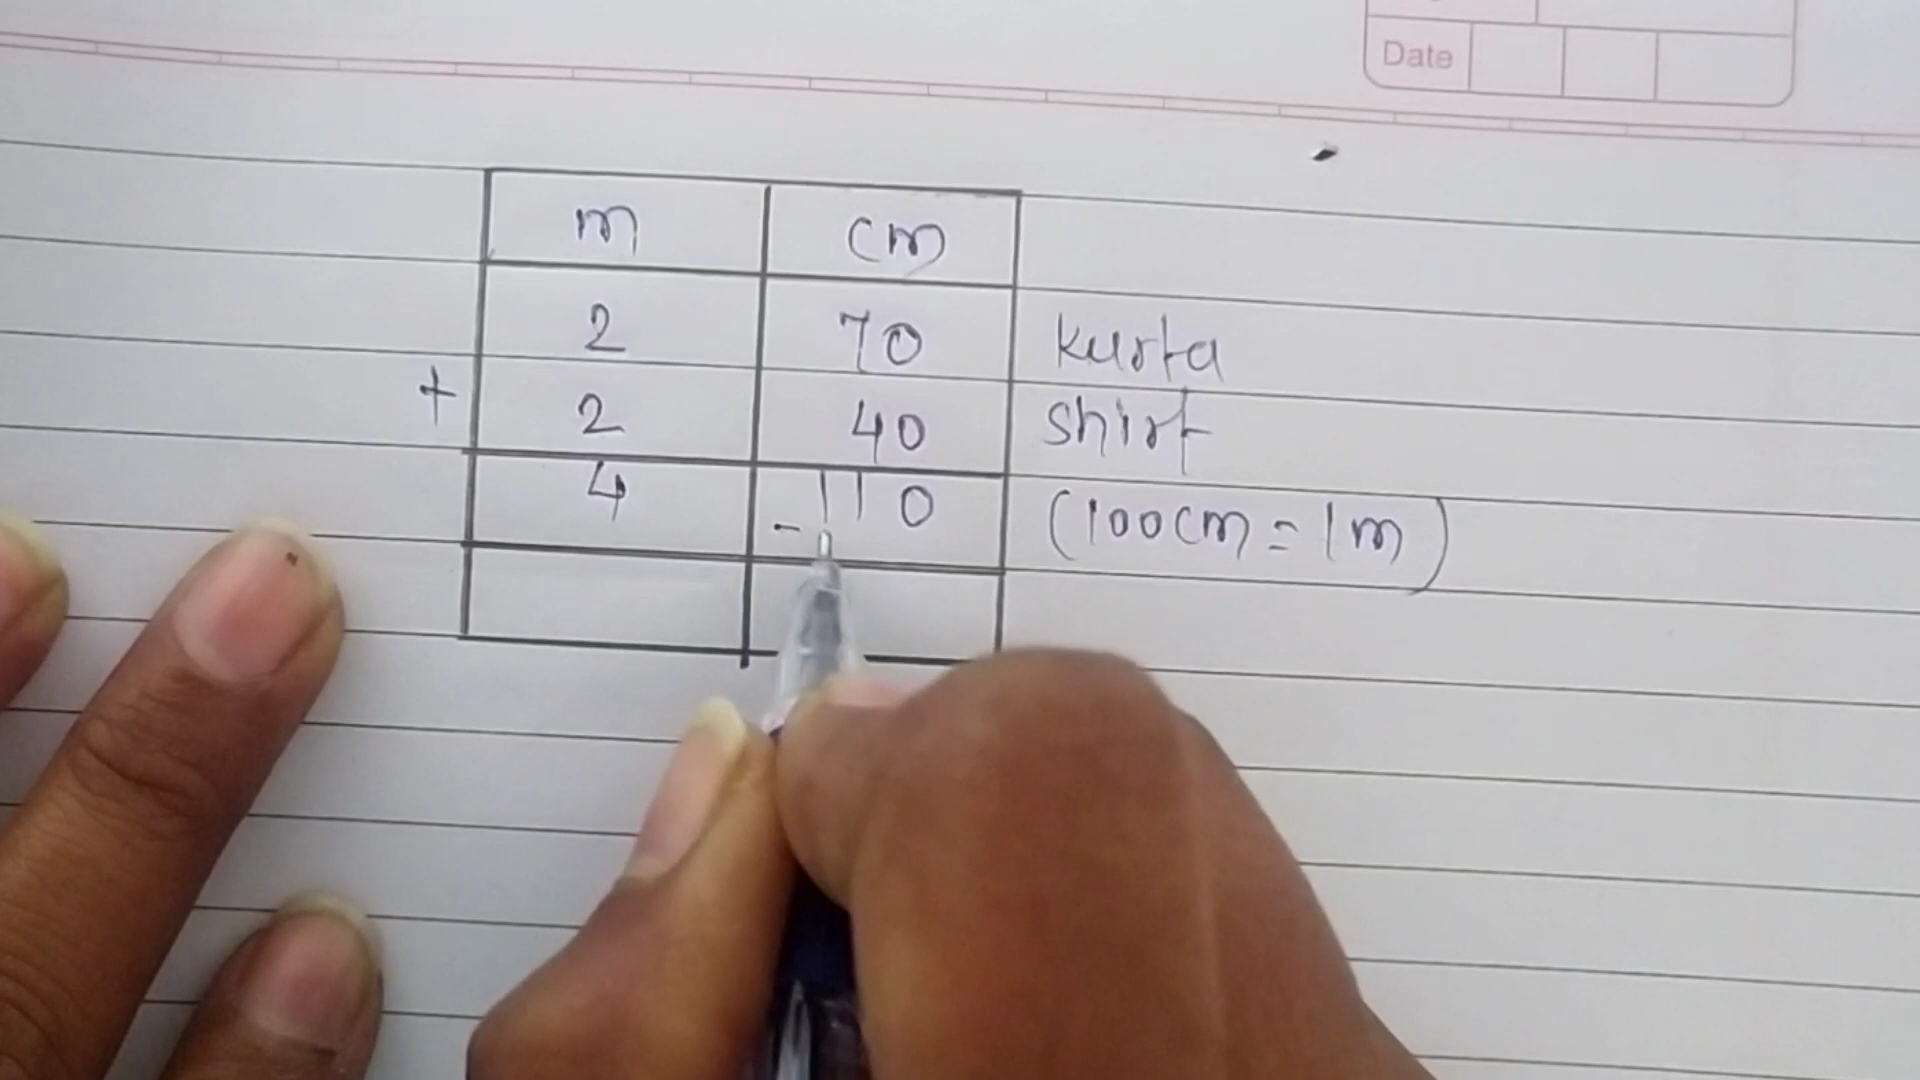 Date
m cm
2 70 kurta
+ 2 40 shirt
4 -110 (100cm = 1m)